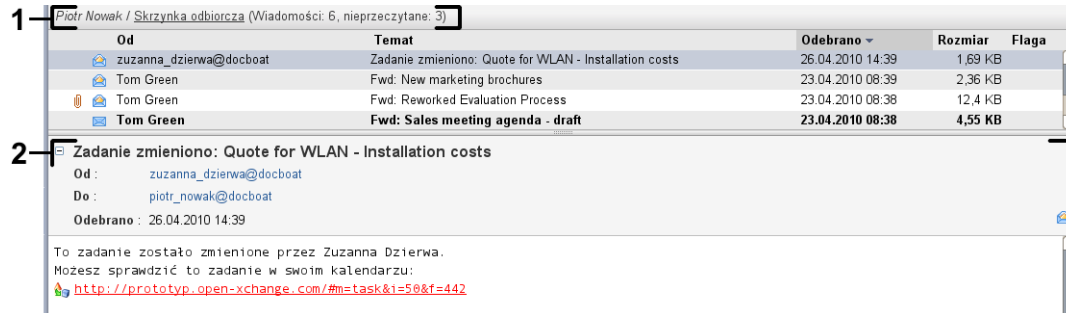 1 Piotr Nowak / Skrzynka odbiorcza (Wiadomości: 6, nieprzeczytane: 3)
Od Temat Odebrano Rozmiar Flaga
zuzanna_dzierwa@docboat Zadanie zmieniono: Quote for WLAN - Installation costs 26.04.2010 14:39 1,69 KB
Tom Green Fwd: New marketing brochures 23.04.2010 08:39 2,36 KB
Tom Green Fwd: Reworked Evaluation Process 23.04.2010 08:38 12,4 KB
Tom Green Fwd: Sales meeting agenda - draft 23.04.2010 08:38 4,55 KB
2 Zadanie zmieniono: Quote for WLAN - Installation costs
Od : zuzanna_dzierwa@docboat
Do : piotr_nowak@docboat
Odebrano : 26.04.2010 14:39
To zadanie zostało zmienione przez Zuzanna Dzierwa.
Możesz sprawdzić to zadanie w swoim kalendarzu:
http://prototyp.open-xchange.com/#m=task&i=50&f=442